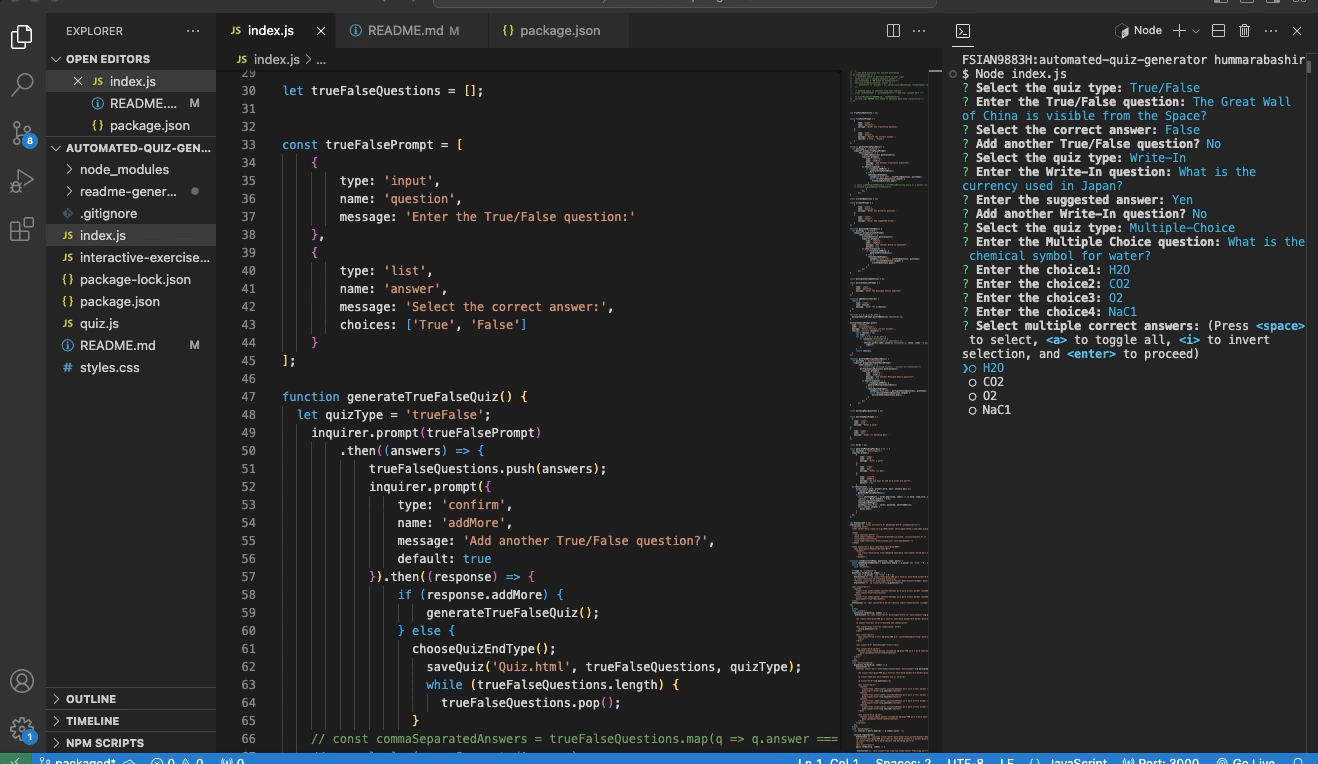 EXPLORER
OPEN EDITORS
JS index.js
README.... M
{ } package.json
AUTOMATED-QUIZ-GEN...
node_modules
readme-gener...
.gitignore
JS index.js
interactive-exercise...
{ } package-lock.json
{ } package.json
JS quiz.js
README.md M
# styles.css
OUTLINE
TIMELINE
NPM SCRIPTS
8
1
JS index.js
README.md M
{ } package.json
JS index.js > ...
29
30 let trueFalseQuestions = [];
31
32
33 const trueFalsePrompt = [
34 {
35 type: 'input',
36 name: 'question',
37 message: 'Enter the True/False question:'
38 },
39 {
40 type: 'list',
41 name: 'answer',
42 message: 'Select the correct answer:',
43 choices: ['True', 'False']
44 }
45 ];
46
47 function generateTrueFalseQuiz() {
48 let quizType = 'trueFalse';
49 inquirer.prompt(trueFalsePrompt)
50 .then((answers) => {
51 trueFalseQuestions.push(answers);
52 inquirer.prompt({
53 type: 'confirm',
54 name: 'addMore',
55 message: 'Add another True/False question?',
56 default: true
57 }).then((response) => {
58 if (response.addMore) {
59 generateTrueFalseQuiz();
60 } else {
61 chooseQuizEndType();
62 saveQuiz('Quiz.html', trueFalseQuestions, quizType);
63 while (trueFalseQuestions.length) {
64 trueFalseQuestions.pop();
65 }
66 // const commaSeparatedAnswers = trueFalseQuestions.map(q => q.answer ===
Node
FSIAN9883H:automated-quiz-generator hummarabashir
$ Node index.js
? Select the quiz type: True/False
? Enter the True/False question: The Great Wall
of China is visible from the Space?
? Select the correct answer: False
? Add another True/False question? No
? Select the quiz type: Write-In
? Enter the Write-In question: What is the
currency used in Japan?
? Enter the suggested answer: Yen
? Add another Write-In question? No
? Select the quiz type: Multiple-Choice
? Enter the Multiple Choice question: What is the
chemical symbol for water?
? Enter the choice1: H2O
? Enter the choice2: CO2
? Enter the choice3: O2
? Enter the choice4: NaC1
? Select multiple correct answers: (Press <space>
to select, <a> to toggle all, <i> to invert
selection, and <enter> to proceed)
❯○ H2O
○ CO2
○ O2
○ NaC1
packaged* 0 0 0 Ln 1, Col 1 Spaces: 2 UTF-8 LF { } JavaScript Port: 3000 Go Live